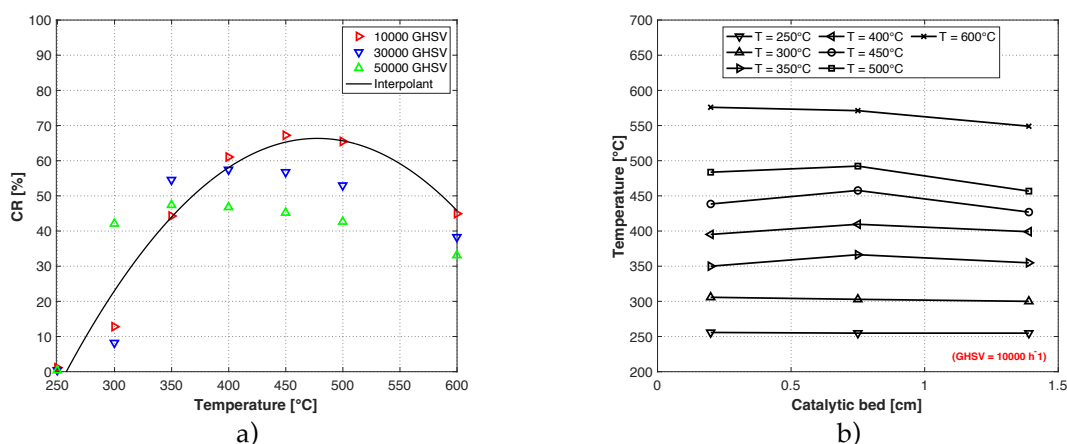 100
90
80
70
60
50
40
30
20
10
0
CR [%]
10000 GHSV
30000 GHSV
50000 GHSV
Interpolant
250 300 350 400 450 500 600
Temperature [°C]
a)
700
650
600
550
500
450
400
350
300
250
200
Temperature [°C]
T = 250°C T = 400°C T = 600°C
T = 300°C T = 450°C
T = 350°C T = 500°C
(GHSV = 10000 h-1)
0 0.5 1 1.5
Catalytic bed [cm]
b)